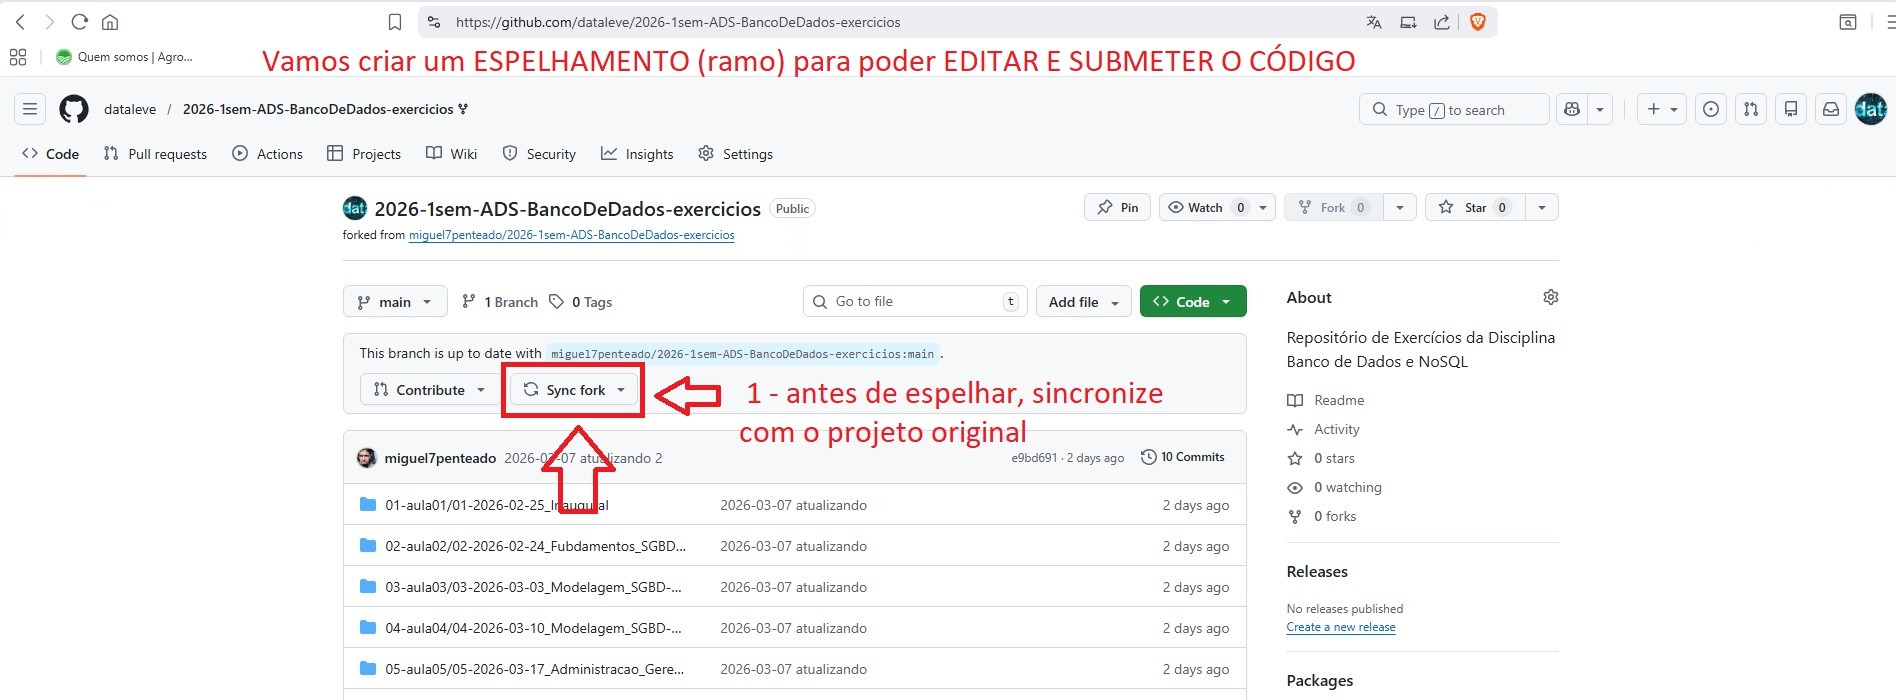 https://github.com/dataleve/2026-1sem-ADS-BancoDeDados-exercicios
Quem somos | Agro...
Vamos criar um ESPELHAMENTO (ramo) para poder EDITAR E SUBMETER O CÓDIGO
dataleve / 2026-1sem-ADS-BancoDeDados-exercicios
Type / to search
dat
Code Pull requests Actions Projects Wiki Security Insights Settings
dat 2026-1sem-ADS-BancoDeDados-exercicios Public
Pin Watch 0 Fork 0 Star 0
forked from miguel7penteado/2026-1sem-ADS-BancoDeDados-exercicios
main 1 Branch 0 Tags Go to file t Add file Code
This branch is up to date with miguel7penteado/2026-1sem-ADS-BancoDeDados-exercicios:main .
Contribute Sync fork
1 - antes de espelhar, sincronize
com o projeto original
miguel7penteado 2026-03-07 atualizando 2 e9bd691 · 2 days ago 10 Commits
01-aula01/01-2026-02-25_Inaugural 2026-03-07 atualizando 2 days ago
02-aula02/02-2026-02-24_Fubdamentos_SGBD... 2026-03-07 atualizando 2 days ago
03-aula03/03-2026-03-03_Modelagem_SGBD-... 2026-03-07 atualizando 2 days ago
04-aula04/04-2026-03-10_Modelagem_SGBD-... 2026-03-07 atualizando 2 days ago
05-aula05/05-2026-03-17_Administracao_Gere... 2026-03-07 atualizando 2 days ago
About
Repositório de Exercícios da Disciplina
Banco de Dados e NoSQL
Readme
Activity
0 stars
0 watching
0 forks
Releases
No releases published
Create a new release
Packages